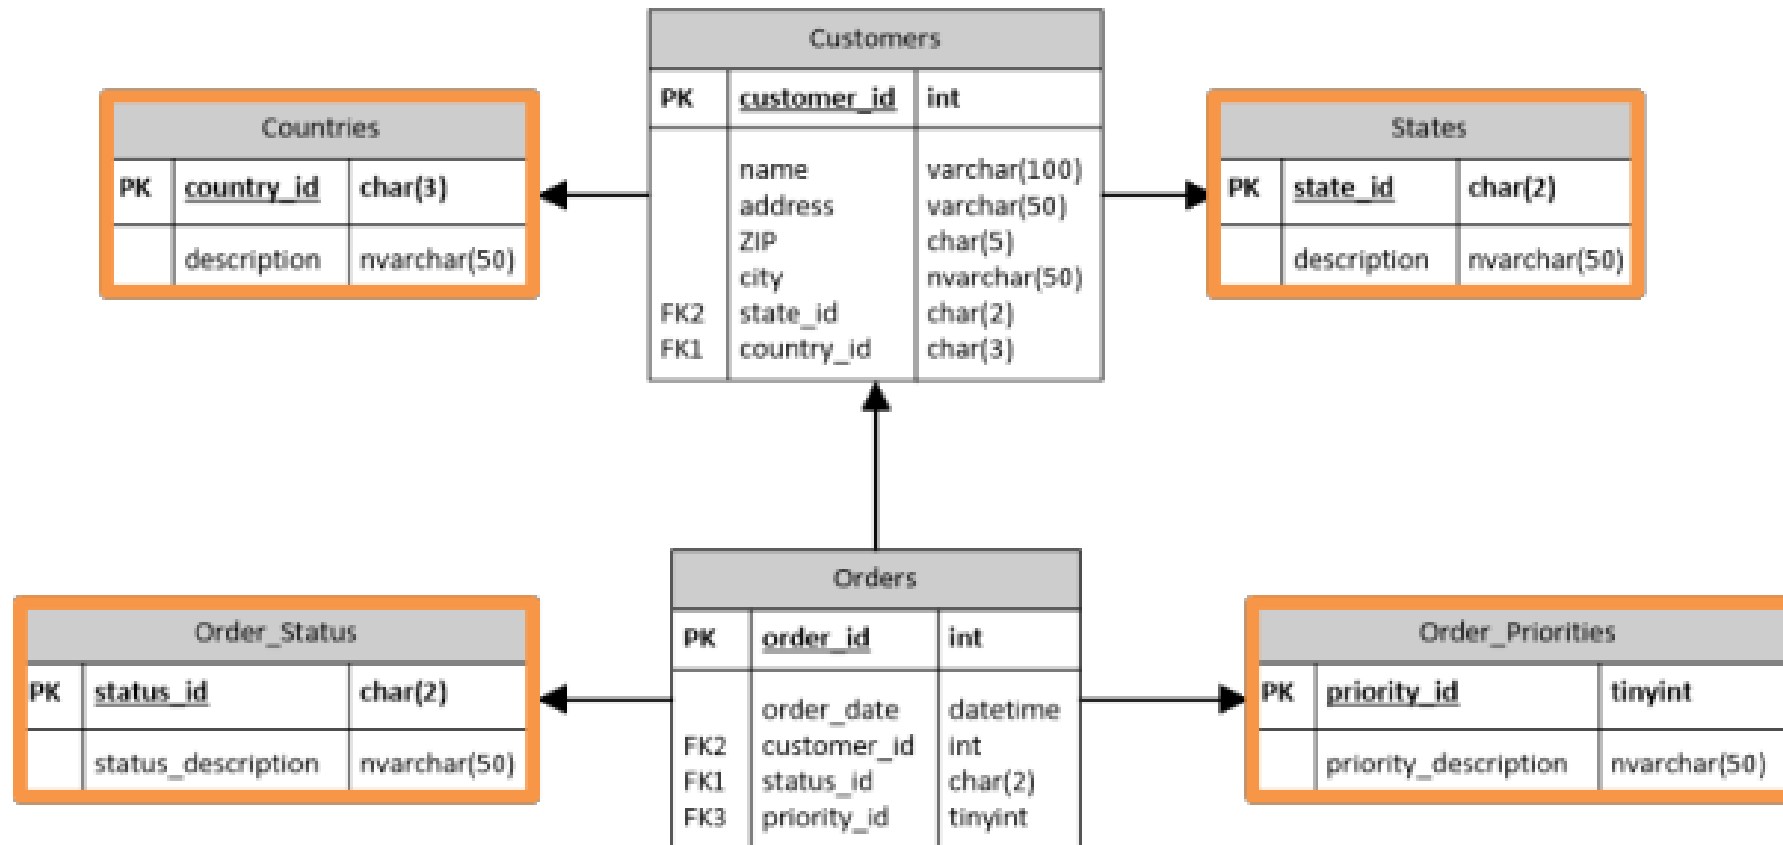 Customers
PK customer_id int
name varchar(100)
address varchar(50)
ZIP char(5)
city nvarchar(50)
FK2 state_id char(2)
FK1 country_id char(3)
Countries
PK country_id char(3)
description nvarchar(50)
States
PK state_id char(2)
description nvarchar(50)
Orders
PK order_id int
order_date datetime
FK2 customer_id int
FK1 status_id char(2)
FK3 priority_id tinyint
Order_Status
PK status_id char(2)
status_description nvarchar(50)
Order_Priorities
PK priority_id tinyint
priority_description nvarchar(50)